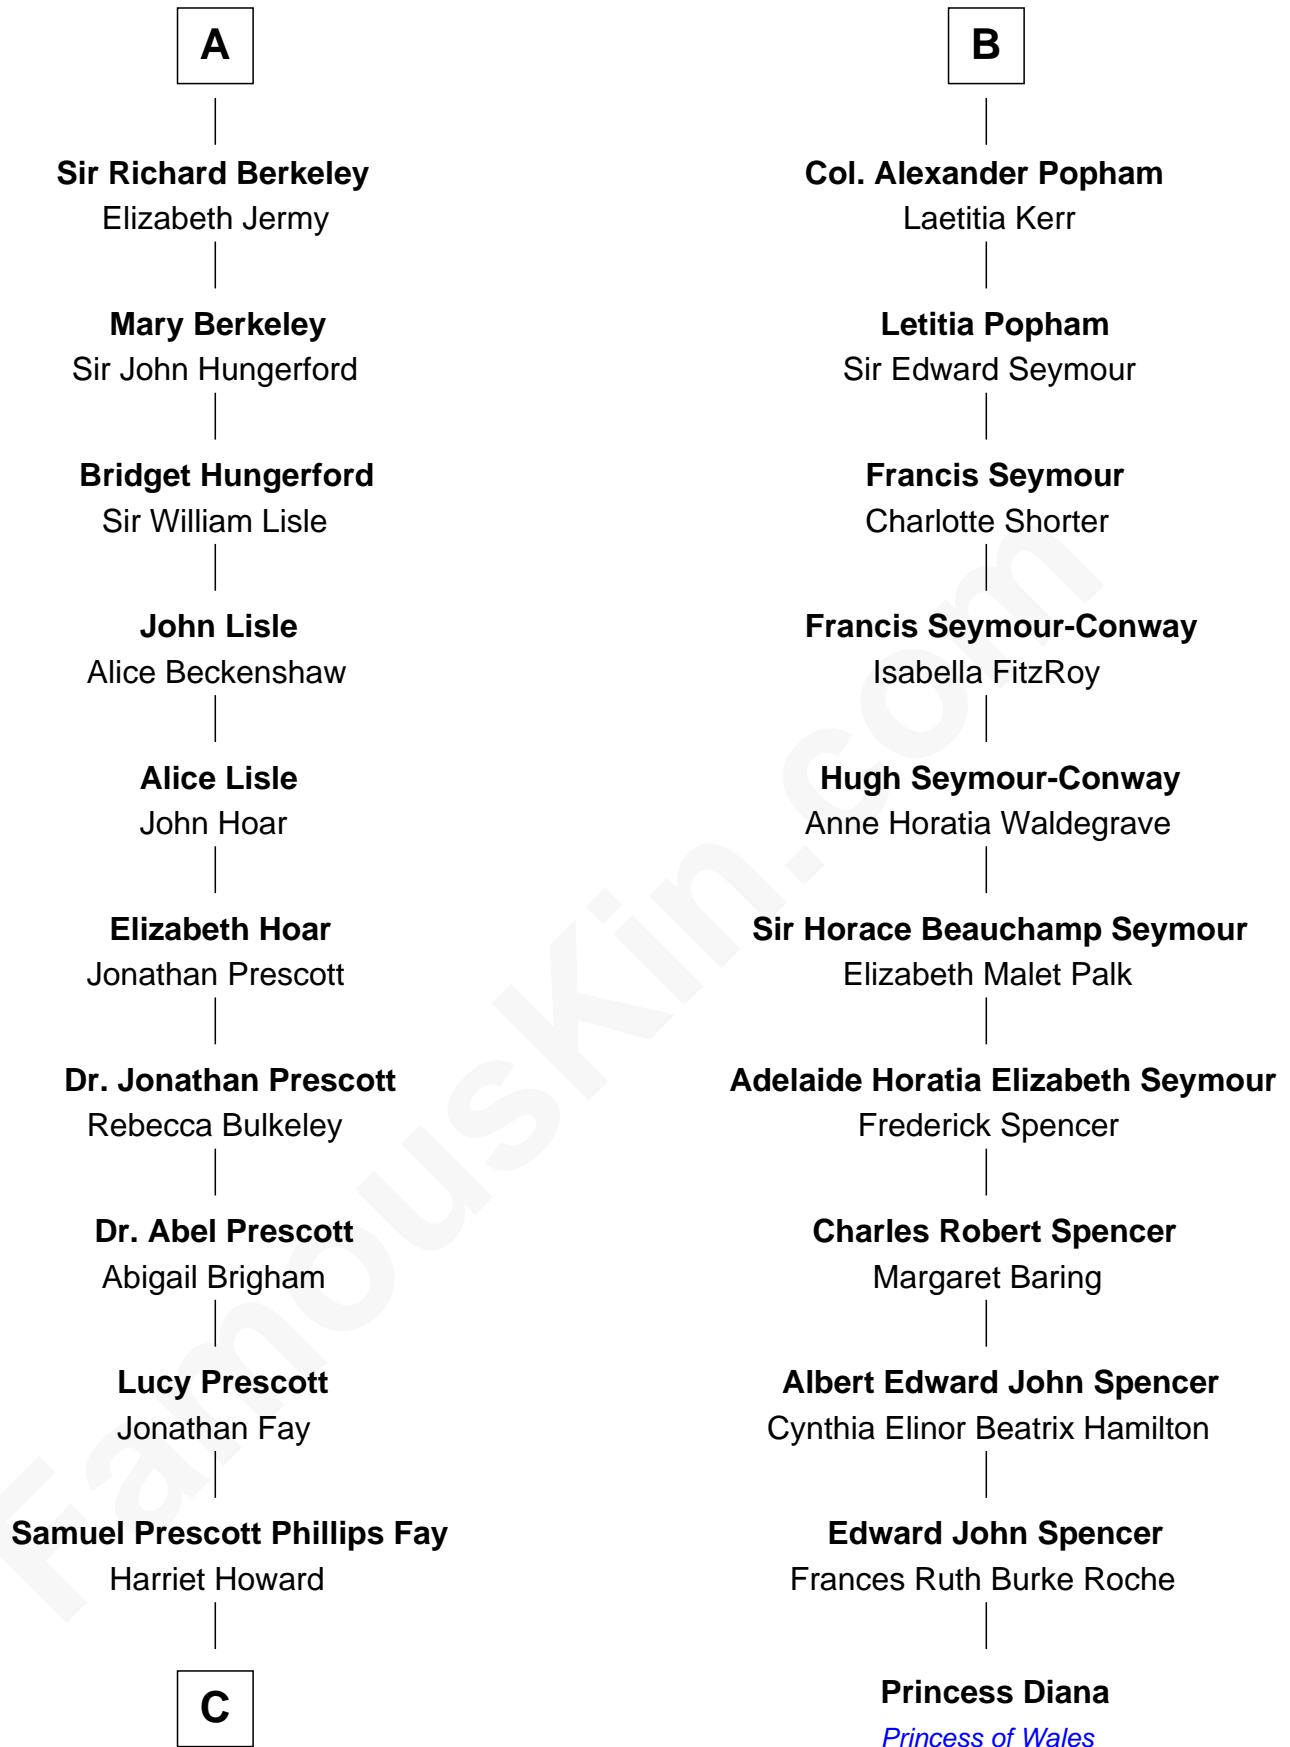 A
Sir Richard Berkeley
Elizabeth Jermy
Mary Berkeley
Sir John Hungerford
Bridget Hungerford
Sir William Lisle
John Lisle
Alice Beckenshaw
Alice Lisle
John Hoar
Elizabeth Hoar
Jonathan Prescott
Dr. Jonathan Prescott
Rebecca Bulkeley
Dr. Abel Prescott
Abigail Brigham
Lucy Prescott
Jonathan Fay
Samuel Prescott Phillips Fay
Harriet Howard
C
B
Col. Alexander Popham
Laetitia Kerr
Letitia Popham
Sir Edward Seymour
Francis Seymour
Charlotte Shorter
Francis Seymour-Conway
Isabella FitzRoy
Hugh Seymour-Conway
Anne Horatia Waldegrave
Sir Horace Beauchamp Seymour
Elizabeth Malet Palk
Adelaide Horatia Elizabeth Seymour
Frederick Spencer
Charles Robert Spencer
Margaret Baring
Albert Edward John Spencer
Cynthia Elinor Beatrix Hamilton
Edward John Spencer
Frances Ruth Burke Roche
Princess Diana
Princess of Wales
FamousKin.com